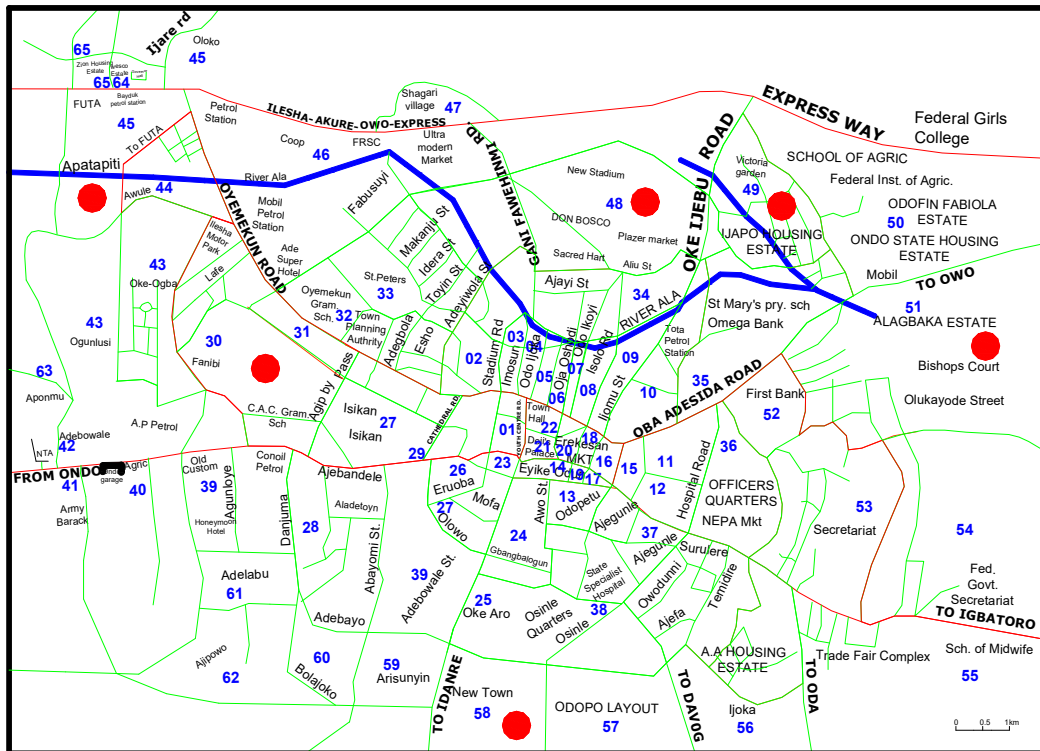 65
Ijare rd
Oloko
45
Zion Housing
Estate
Estate
65
64
FUTA
Bayduk
petrol station
45
To FUTA
Petrol
Station
ILESHA-AKURE-OWO-EXPRESS
EXPRESS WAY
Shagari
village
47
Coop
46
FRSC
Ultra
modern
Market
GANI FAWEHINMI RD.
OKE IJEBU ROAD
Federal Girls
College
SCHOOL OF AGRIC
Federal Inst. of Agric.
Victoria
garden
49
ODOFIN FABIOLA
ESTATE
50
IJAPO HOUSING
ESTATE
ONDO STATE HOUSING
ESTATE
Mobil
TO OWO
51
ALAGBAKA ESTATE
Bishops Court
Apatapiti
Awule
44
River Ala
OYEMEKUN ROAD
Mobil
Petrol
Station
Fabusuyi
New Stadium
48
DON BOSCO
Plazer market
Sacred Hart
Aliu St
Ajayi St
34
RIVER ALA
St Mary's pry. sch
Omega Bank
Tota
Petrol
Station
Ilesha
Motor
Park
Lafe
Ade
Super
Hotel
43
Oke-Ogba
43
Ogunlusi
Makanju St
Idera St
Toyin St
Adeyiwola St
St.Peters
33
Oyemekun
Gram.
Sch.
32
Town
Planning
Authrity
Adegbola
Esho
31
30
Fanibi
Agip by Pass
02
Stadium Rd
Imosun
03
Odo Ijoka
04
05
Oja Oshodi
06
07
Odo Ikoyi
08
Isolo Rd
09
10
Ijomu St
35
OBA ADESIDA ROAD
First Bank
52
Olukayode Street
63
Aponmu
C.A.C. Gram.
Sch
Isikan
27
Isikan
CATHEDRAL RD.
29
01
Town
Hall
22
Dejis
Palace
21
20
Erekesan
MKT
18
16
15
11
12
36
Hospital Road
OFFICERS
QUARTERS
NEPA Mkt
NTA
Adebowale
42
A.P Petrol
FROM ONDO
garage
Agric
41
40
Army
Barack
Old
Custom
39
Agunloye
Honeymoon
Hotel
Conoil
Petrol
Danjuma
Ajebandele
Aladetoyn
28
Abayomi St.
26
Eruoba
27
Olowo
Mofa
23
Eyike
Odun
14
19
17
13
Odopetu
Awo St.
24
Gbangbalogun
Ajegunle
37
Ajegunle
Surulere
Secretariat
53
54
39
Adebowale St.
25
Oke Aro
State
Specialist
Hospital
38
Osinle
Quarters
Osinle
Owodunni
Temidire
Ajefa
Fed.
Govt.
Secretariat
TO IGBATORO
Adelabu
61
Adebayo
Ajipowo
62
60
Bolajoko
59
Arisunyin
TO IDANRE
New Town
58
ODOPO LAYOUT
57
TO DAVOG
A.A HOUSING
ESTATE
Ijoka
56
TO ODA
Trade Fair Complex
Sch. of Midwife
55
0 0.5 1km